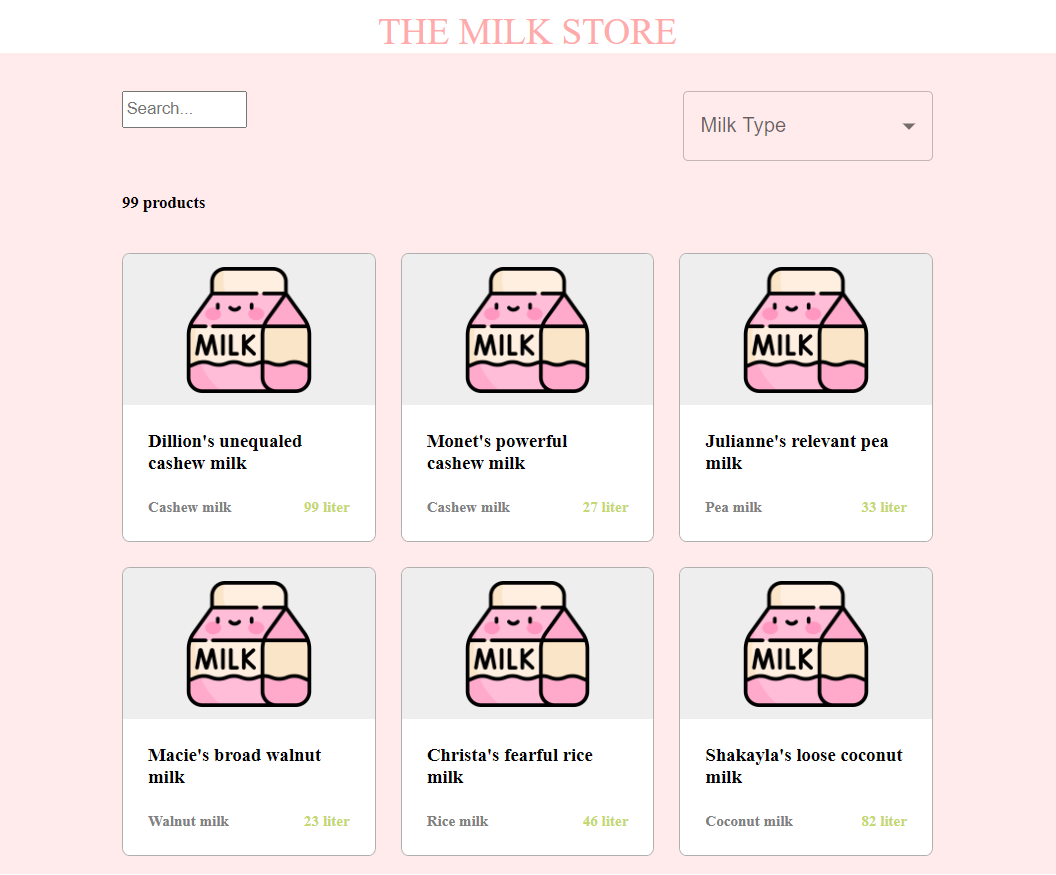 THE MILK STORE
Search...
Milk Type
99 products
MILK
MILK
MILK
Dillion's unequaled
cashew milk
Cashew milk 99 liter
Monet's powerful
cashew milk
Cashew milk 27 liter
Julianne's relevant pea
milk
Pea milk 33 liter
MILK
MILK
MILK
Macie's broad walnut
milk
Walnut milk 23 liter
Christa's fearful rice
milk
Rice milk 46 liter
Shakayla's loose coconut
milk
Coconut milk 82 liter